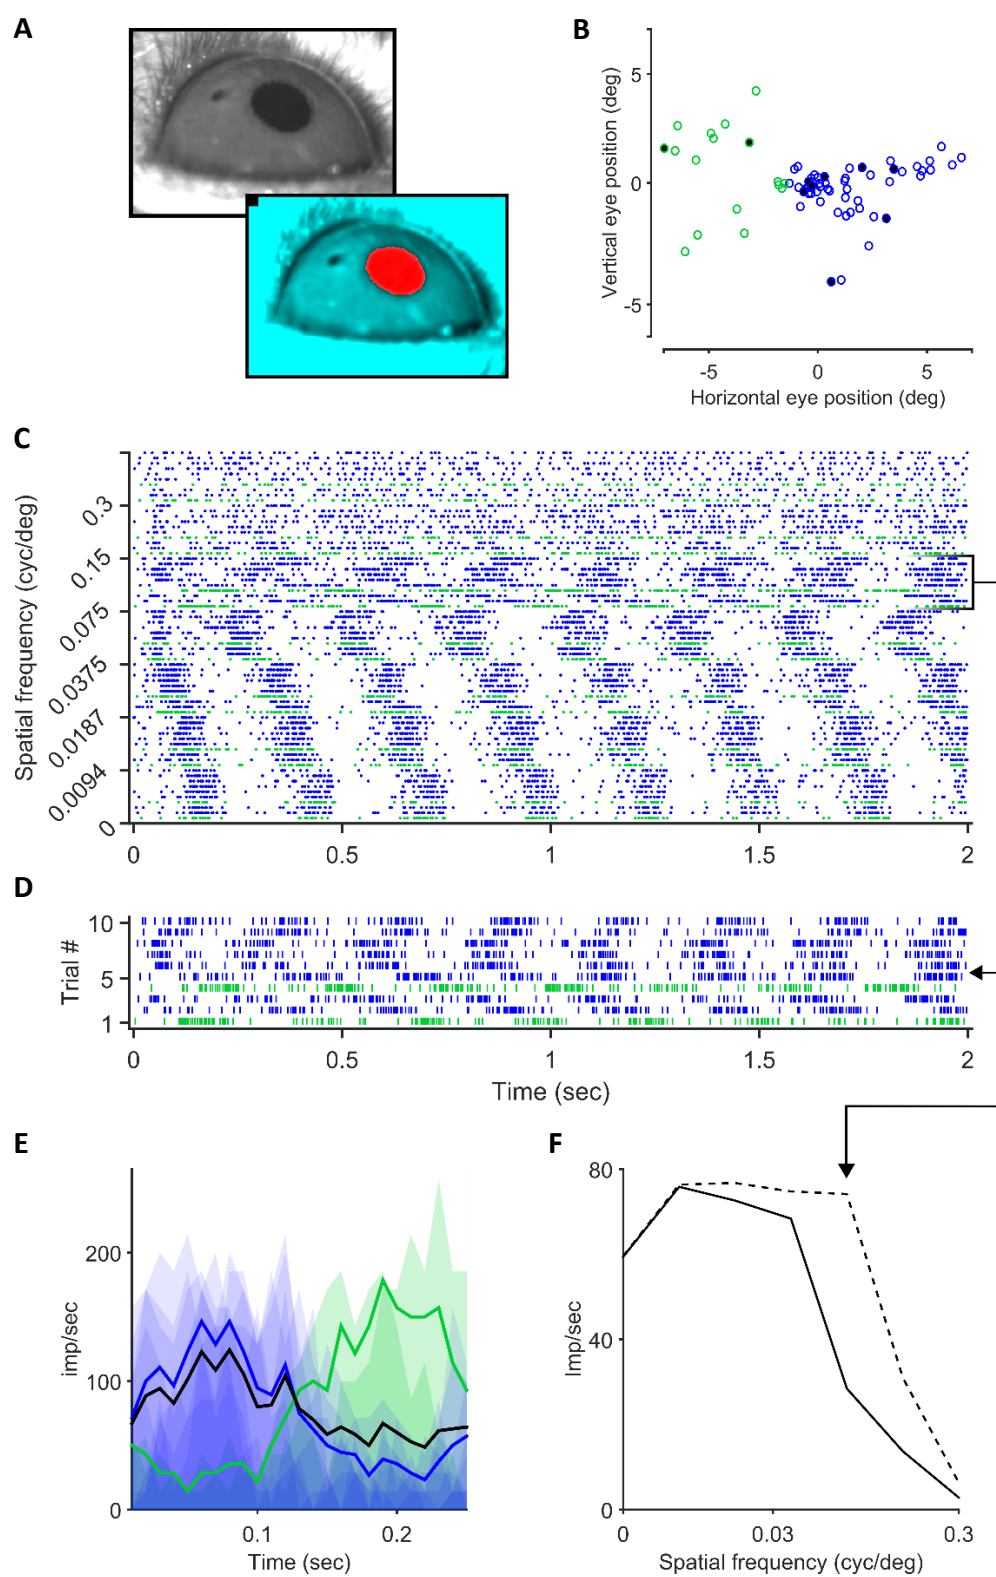 A
B
5
0
-5
Vertical eye position (deg)
-5
0
5
Horizontal eye position (deg)
C
Spatial frequency (cyc/deg)
0.3
0.15
0.075
0.0375
0.0187
0.0094
0
0
0.5
1
1.5
2
D
Trial #
10
5
1
0
0.5
1
1.5
2
Time (sec)
E
imp/sec
200
100
0
0.1
0.2
Time (sec)
F
Imp/sec
80
40
0
0
0.03
0.3
Spatial frequency (cyc/deg)